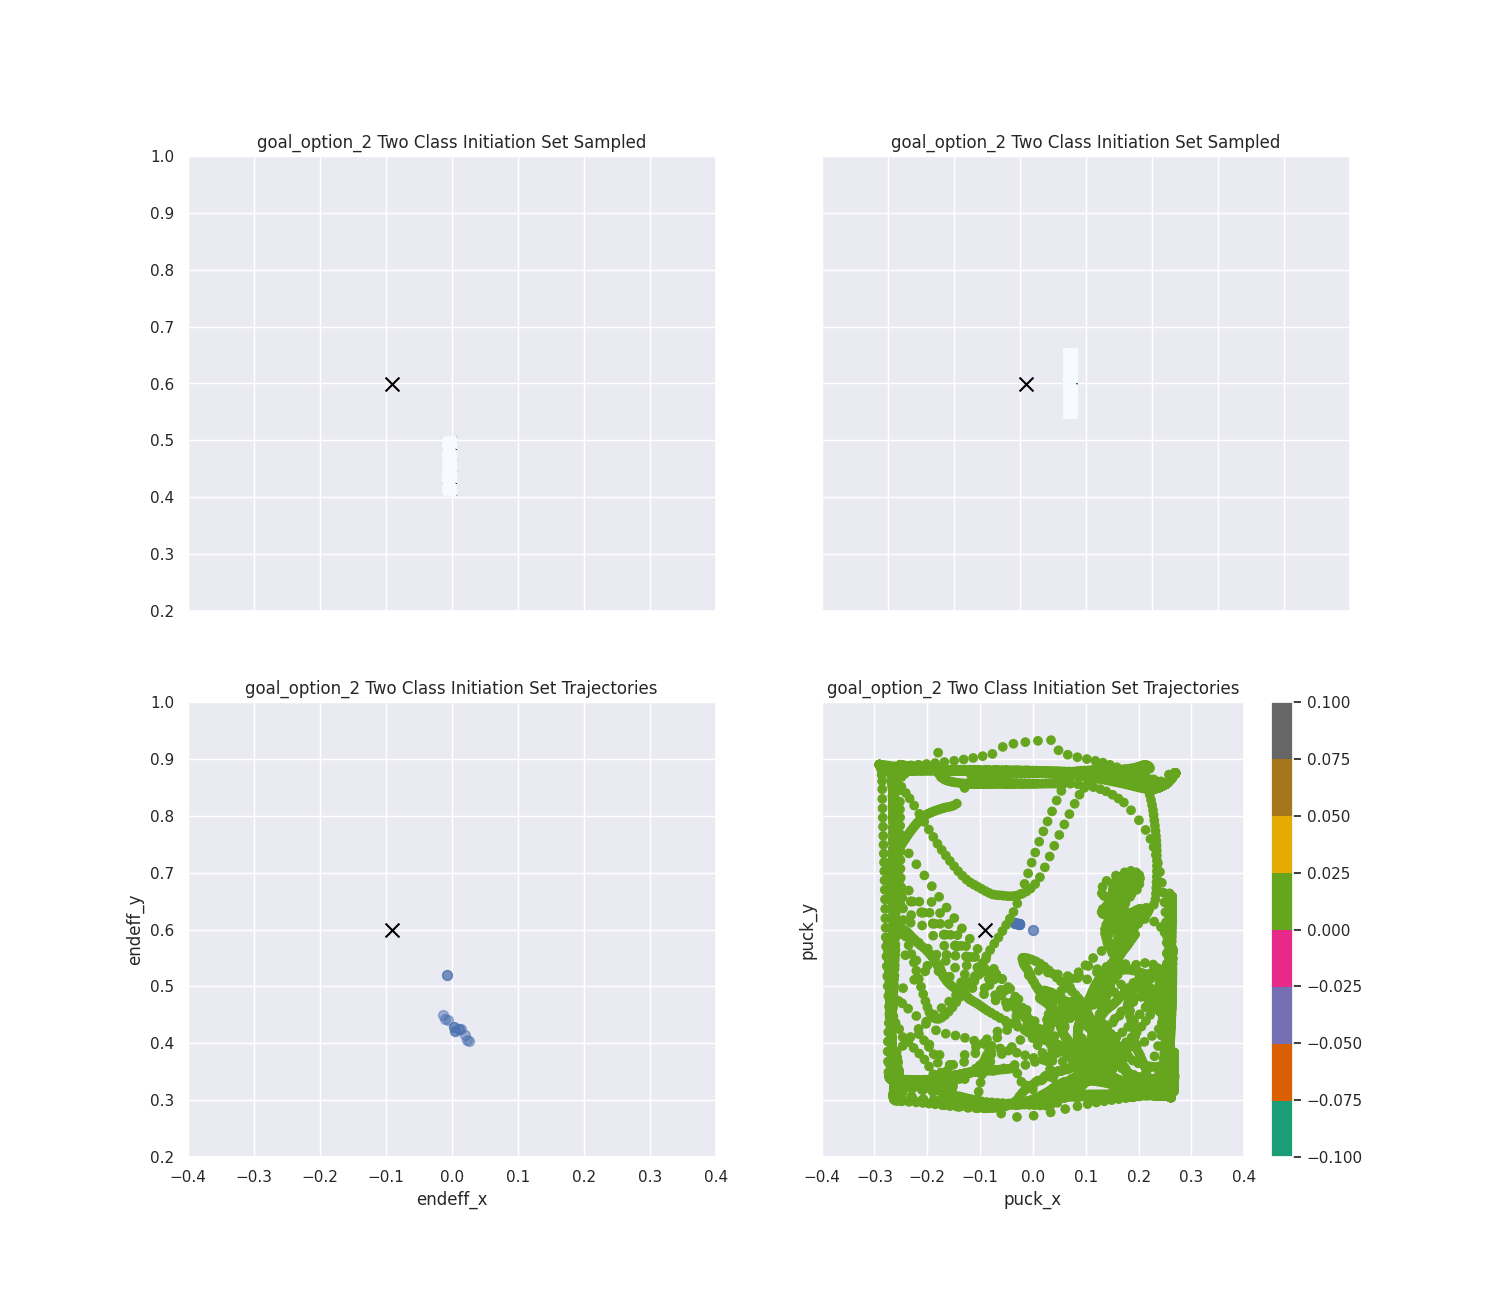 goal_option_2 Two Class Initiation Set Sampled
goal_option_2 Two Class Initiation Set Sampled
1.0
0.9
0.8
0.7
0.6
0.5
0.4
0.3
0.2
goal_option_2 Two Class Initiation Set Trajectories
goal_option_2 Two Class Initiation Set Trajectories
1.0
0.9
0.8
0.7
0.6
0.5
0.4
0.3
0.2
endeff_y
−0.4 −0.3 −0.2 −0.1 0.0 0.1 0.2 0.3 0.4
endeff_x
puck_y
−0.4 −0.3 −0.2 −0.1 0.0 0.1 0.2 0.3 0.4
puck_x
0.100
0.075
0.050
0.025
0.000
−0.025
−0.050
−0.075
−0.100